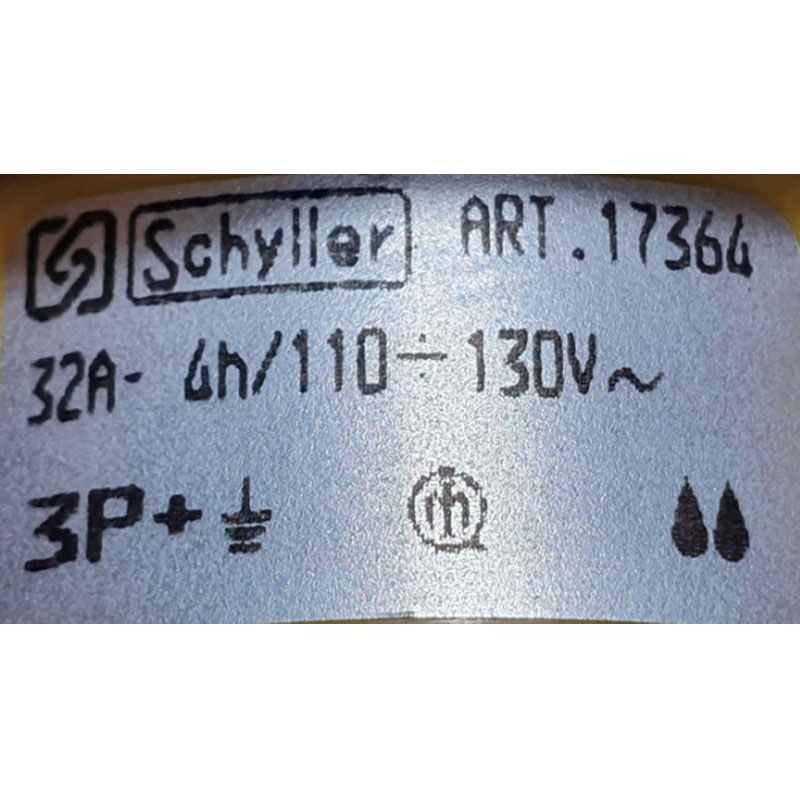 Schyller ART. 17364
32A- 4h/110÷130V~
3P+⏚